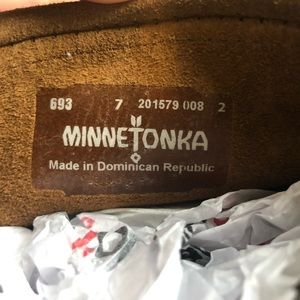 693 7 201579 008 2
MINNETONKA
Made in Dominican Republic